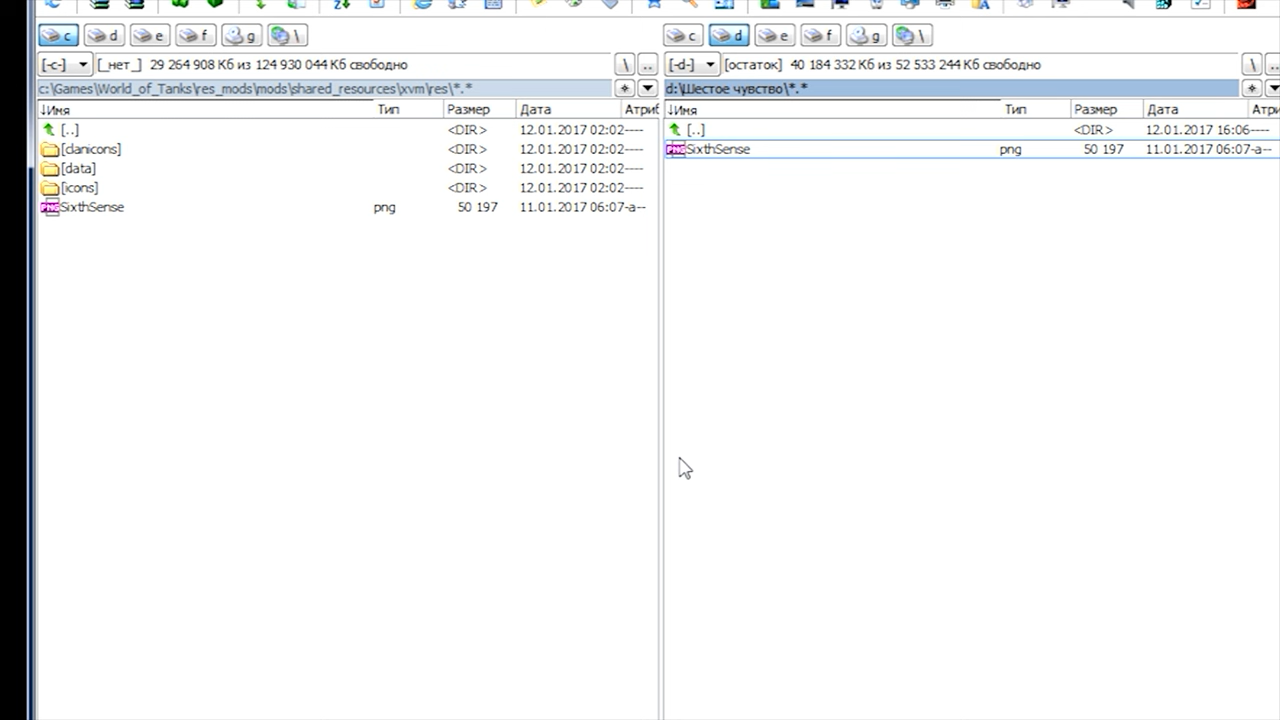 c d e f g \
c d e f g \
[-c-] [_нет_] 29 264 908 Кб из 124 930 044 Кб свободно \ ..
[-d-] [остаток] 40 184 332 Кб из 52 533 244 Кб свободно \ ..
c:\Games\World_of_Tanks\res_mods\mods\shared_resources\xvm\res\*.* *
d:\Шестое чувство\*.* *
↓Имя Тип Размер Дата Атриб
[..] <DIR> 12.01.2017 02:02----
[danicons] <DIR> 12.01.2017 02:02----
[data] <DIR> 12.01.2017 02:02----
[icons] <DIR> 12.01.2017 02:02----
PNG SixthSense png 50 197 11.01.2017 06:07-a--
↓Имя Тип Размер Дата Атри
[..] <DIR> 12.01.2017 16:06----
PNG SixthSense png 50 197 11.01.2017 06:07-a--